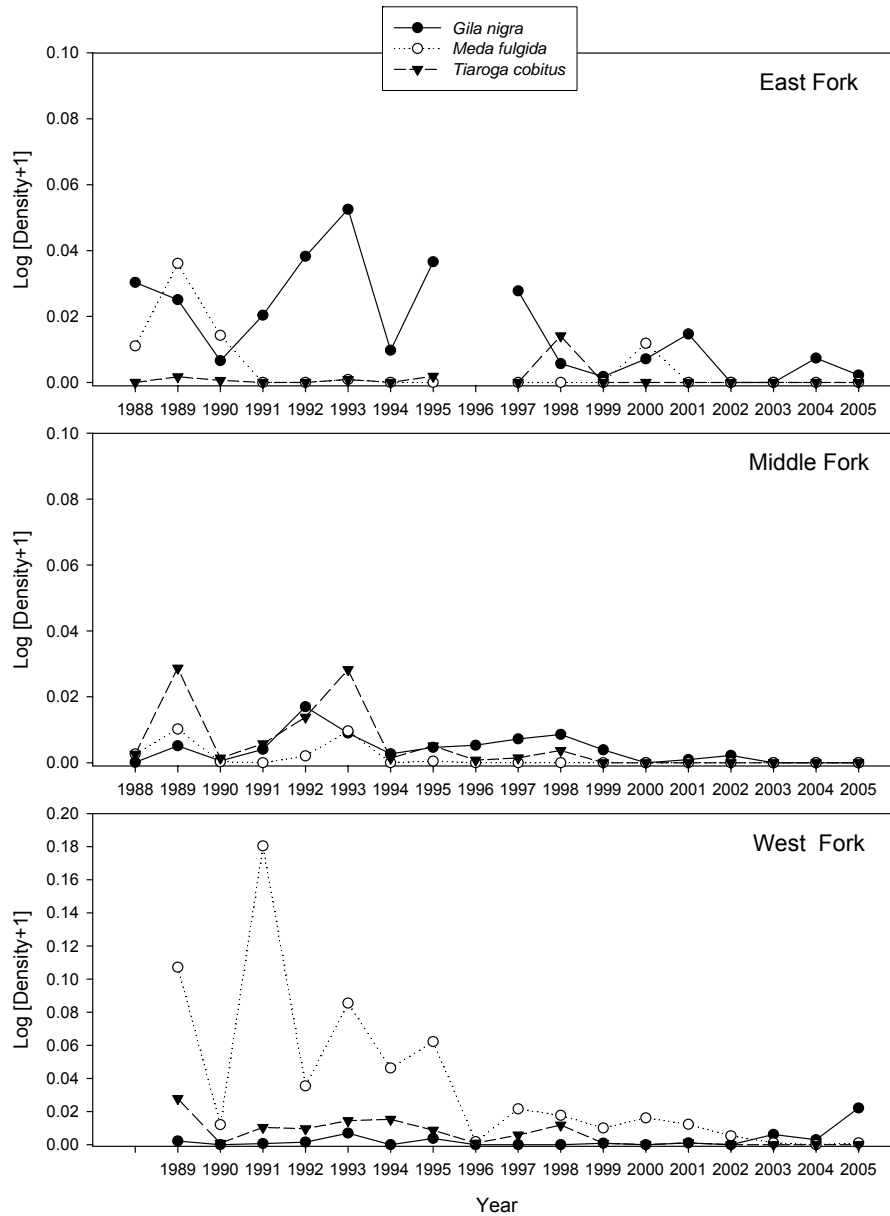 Gila nigra
Meda fulgida
Tiaroga cobitus
East Fork
Log [Density+1]
0.10
0.08
0.06
0.04
0.02
0.00
1988 1989 1990 1991 1992 1993 1994 1995 1996 1997 1998 1999 2000 2001 2002 2003 2004 2005
Middle Fork
Log [Density+1]
0.10
0.08
0.06
0.04
0.02
0.00
1988 1989 1990 1991 1992 1993 1994 1995 1996 1997 1998 1999 2000 2001 2002 2003 2004 2005
West Fork
Log [Density+1]
0.20
0.18
0.16
0.14
0.12
0.10
0.08
0.06
0.04
0.02
0.00
1989 1990 1991 1992 1993 1994 1995 1996 1997 1998 1999 2000 2001 2002 2003 2004 2005
Year